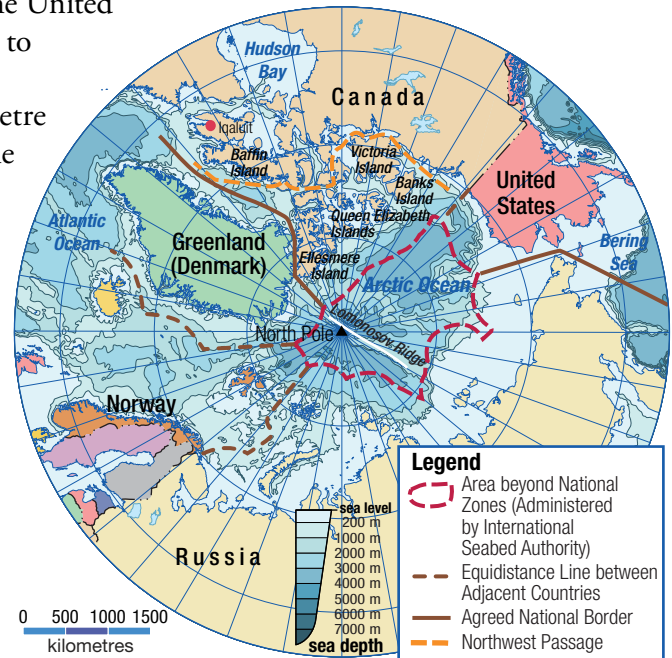 ne United
to
etre
e
Hudson
Bay
Canada
Iqaluit
Baffin
Island
Victoria
Island
Banks
Island
United
States
Queen Elizabeth
Islands
Atlantic
Ocean
Greenland
(Denmark)
Ellesmere
Island
Bering
Sea
Arctic Ocean
Lomonosov Ridge
North Pole
Norway
Russia
sea level
200 m
1000 m
2000 m
3000 m
4000 m
5000 m
6000 m
7000 m
sea depth
0 500 1000 1500
kilometres
Legend
Area beyond National
Zones (Administered
by International
Seabed Authority)
Equidistance Line between
Adjacent Countries
Agreed National Border
Northwest Passage